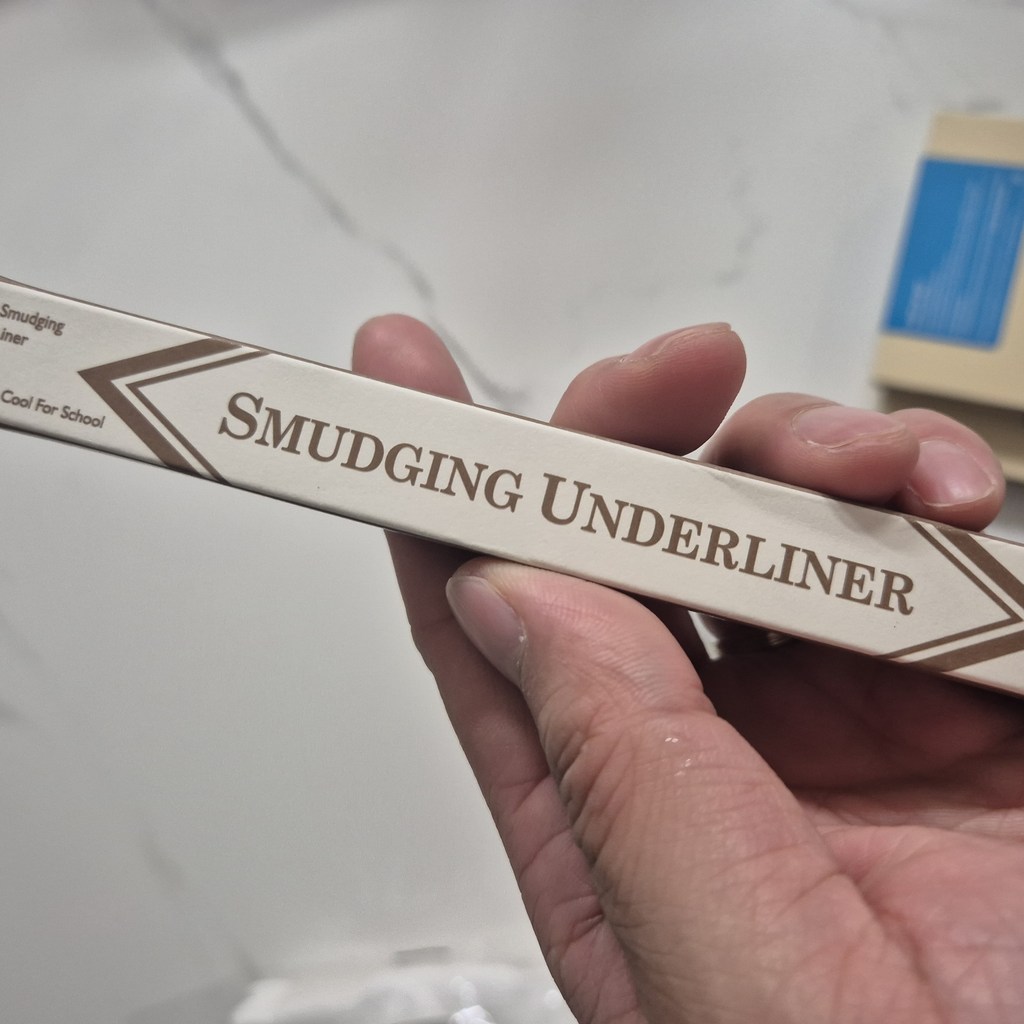 Smudging
iner
Cool For School
SMUDGING UNDERLINER